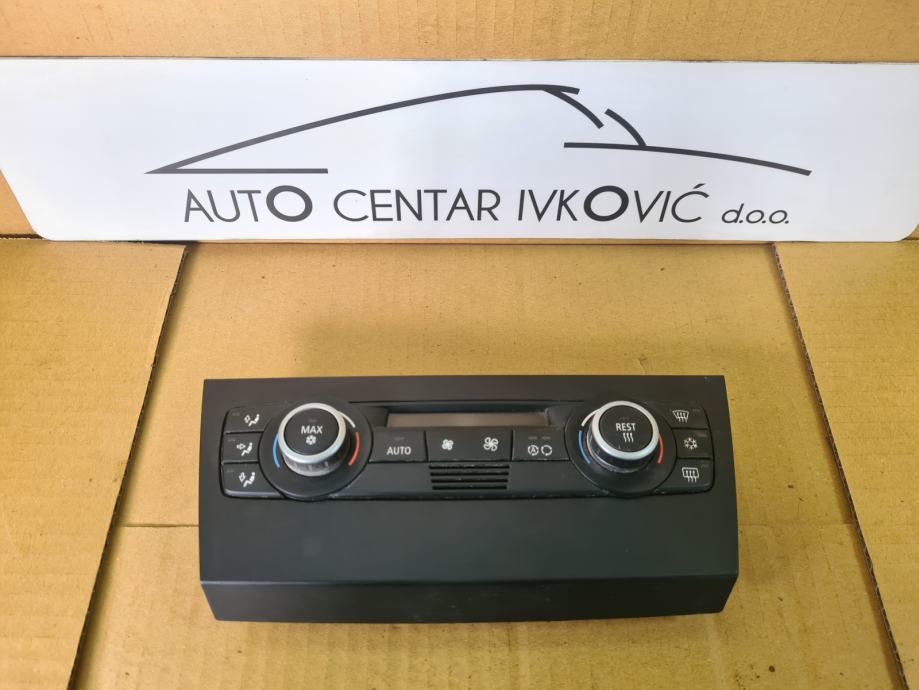 AUTO CENTAR IVKOVIĆ d.o.o.
MAX
REST
AUTO